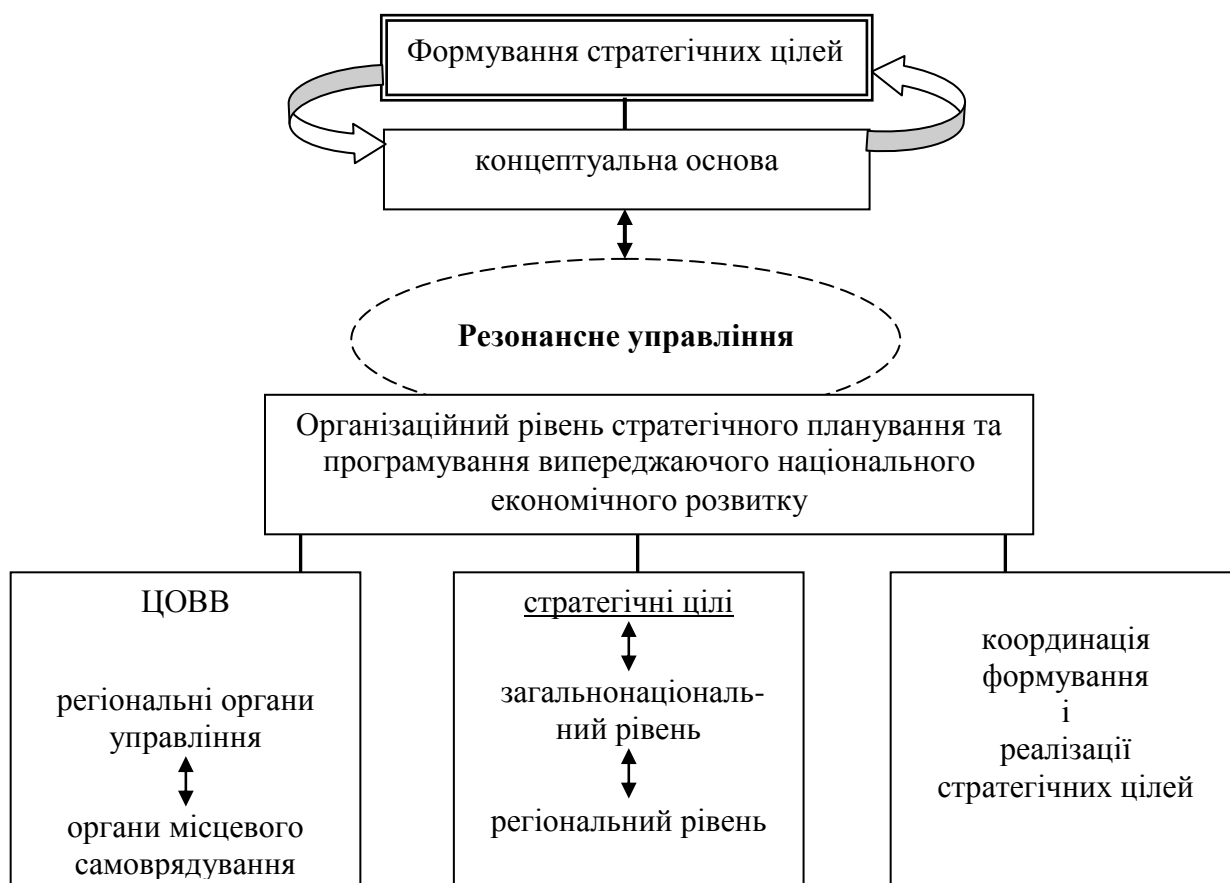 Формування стратегічних цілей
концептуальна основа
Резонансне управління
Організаційний рівень стратегічного планування та
програмування випереджаючого національного
економічного розвитку
ЦОВВ
регіональні органи
управління
органи місцевого
самоврядування
стратегічні цілі
загальнонаціональ-
ний рівень
регіональний рівень
координація
формування
і
реалізації
стратегічних цілей